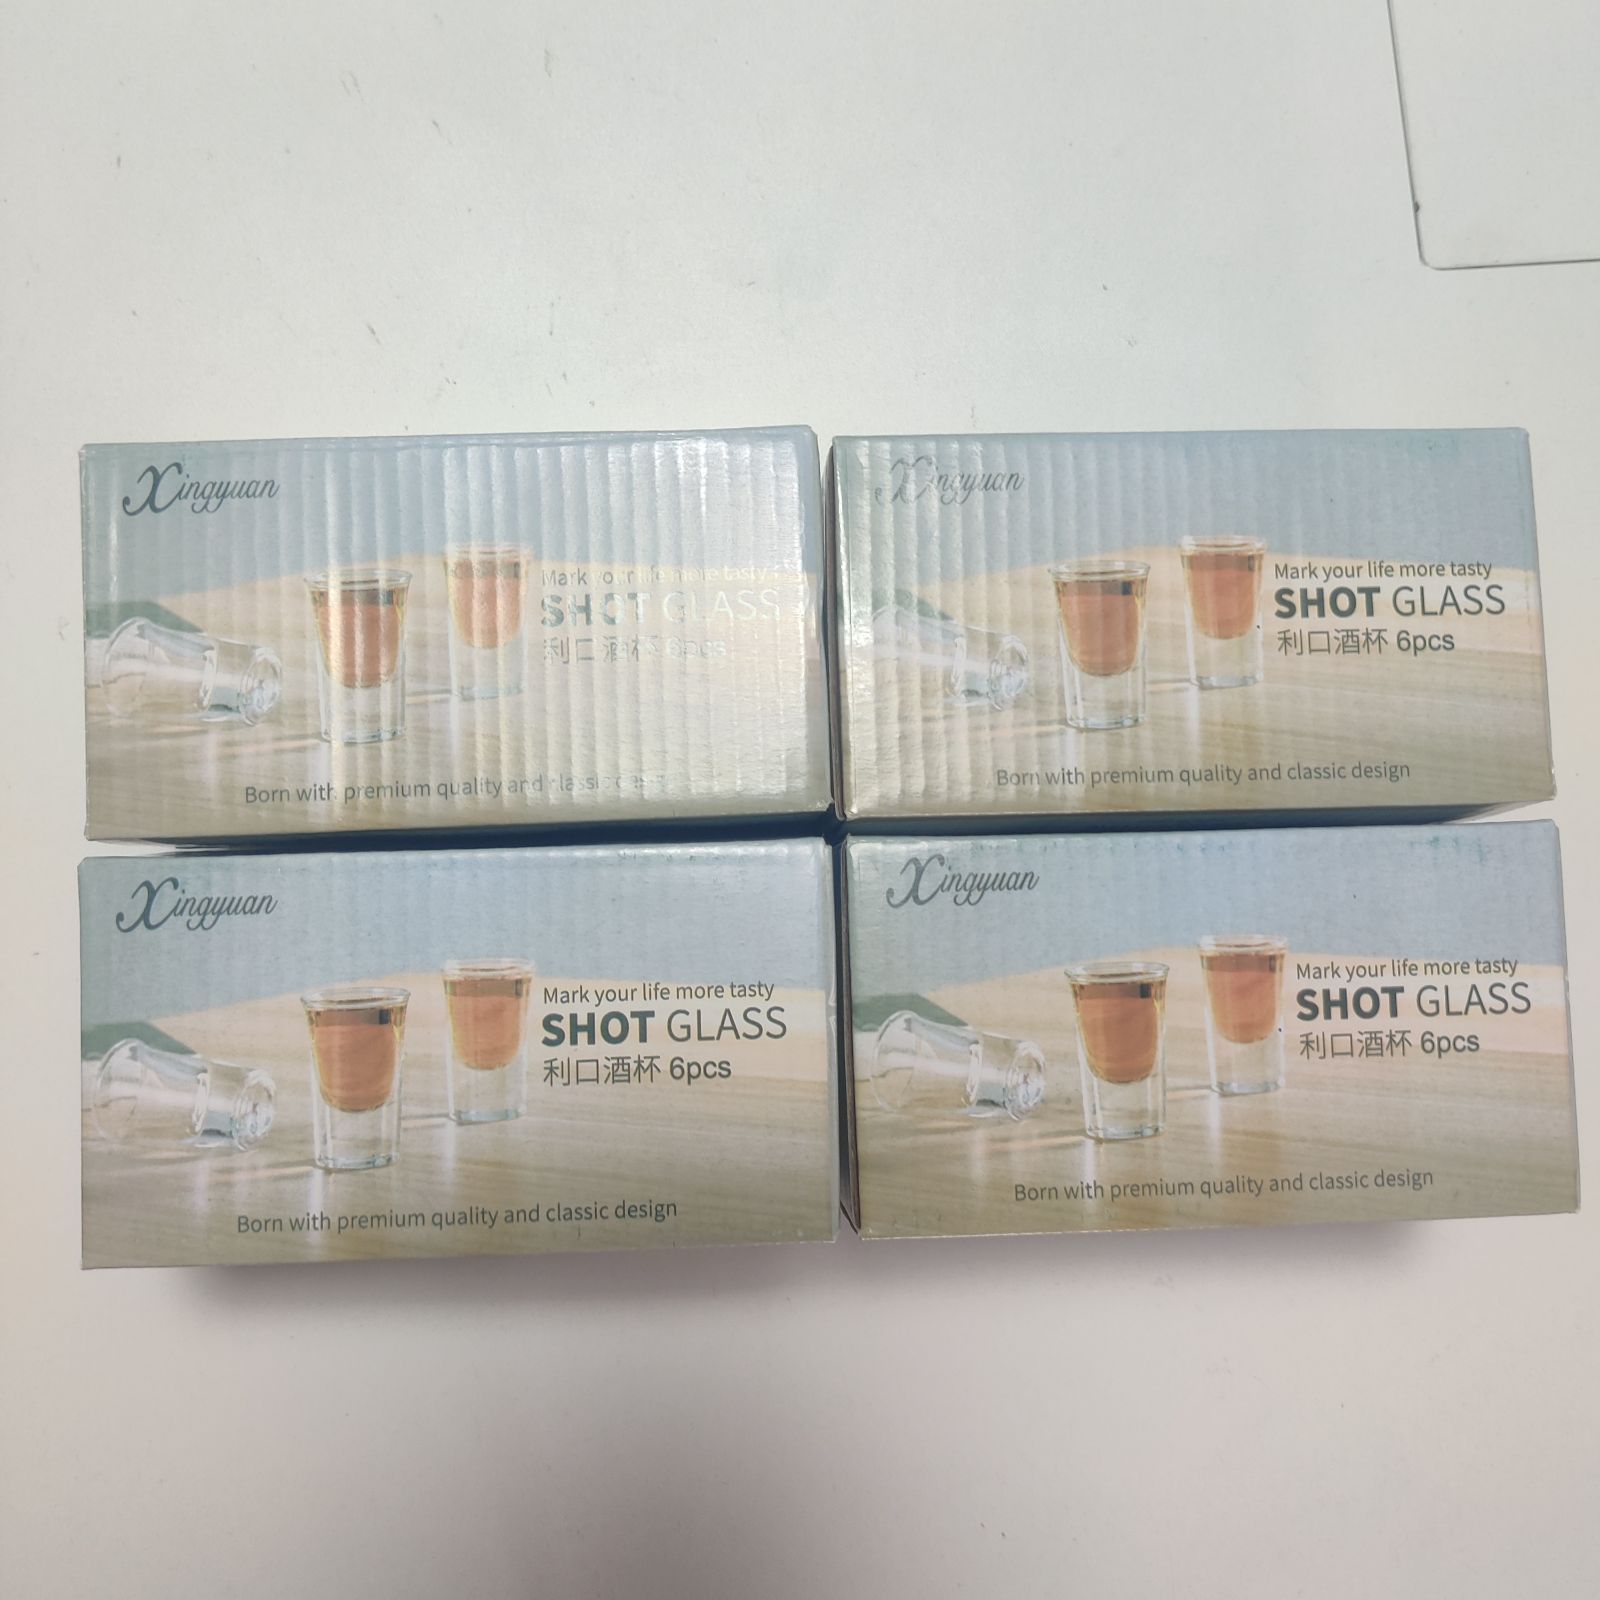 Xingyuan
Mark your life more tasty
SHOT GLASS
利口酒杯 6pcs
Born with premium quality and classic design
Xingyuan
Mark your life more tasty
SHOT GLASS
利口酒杯 6pcs
Born with premium quality and classic design
Xingyuan
Mark your life more tasty
SHOT GLASS
利口酒杯 6pcs
Born with premium quality and classic design
Xingyuan
Mark your life more tasty
SHOT GLASS
利口酒杯 6pcs
Born with premium quality and classic design